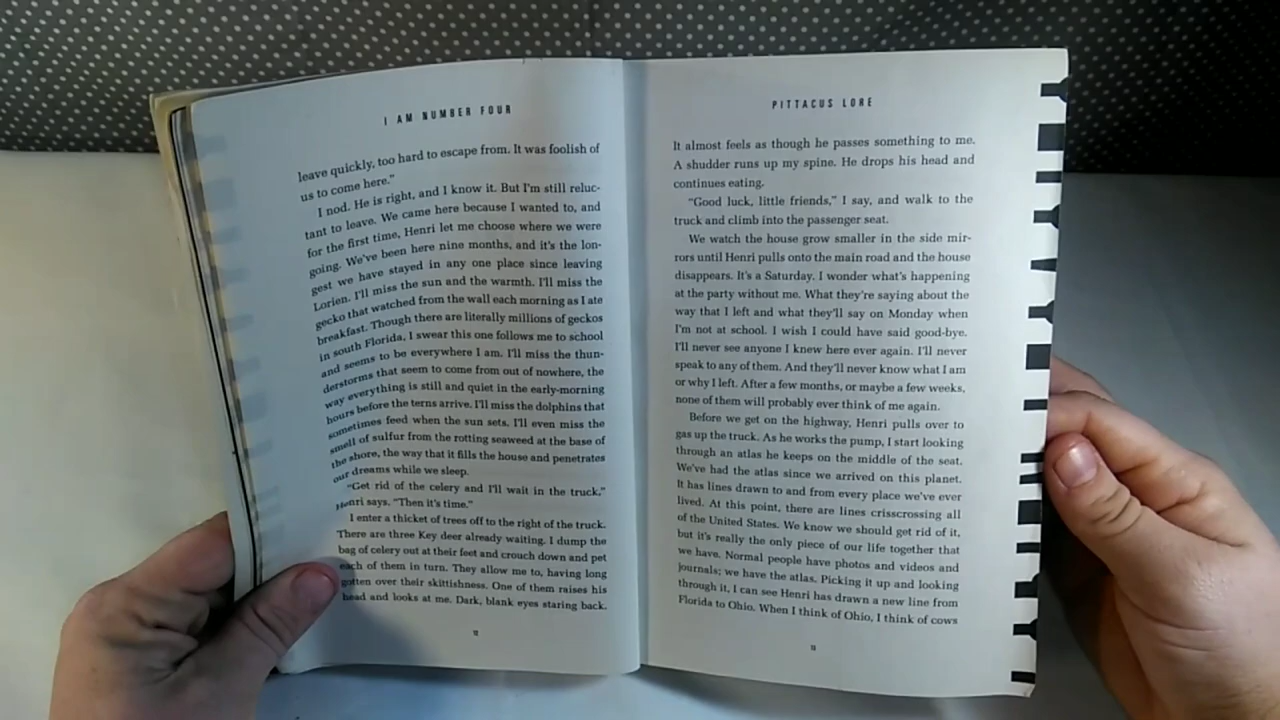 I AM NUMBER FOUR
leave quickly, too hard to escape from. It was foolish of
us to come here.”
I nod. He is right, and I know it. But I'm still reluc-
tant to leave. We came here because I wanted to, and
for the first time, Henri let me choose where we were
going. We've been here nine months, and it's the lon-
gest we have stayed in any one place since leaving
Lorien. I'll miss the sun and the warmth. I'll miss the
gecko that watched from the wall each morning as I ate
breakfast. Though there are literally millions of geckos
in south Florida, I swear this one follows me to school
and seems to be everywhere I am. I'll miss the thun-
derstorms that seem to come from out of nowhere, the
way everything is still and quiet in the early-morning
hours before the terns arrive. I'll miss the dolphins that
sometimes feed when the sun sets. I'll even miss the
smell of sulfur from the rotting seaweed at the base of
the shore, the way that it fills the house and penetrates
our dreams while we sleep.
“Get rid of the celery and I'll wait in the truck,”
Henri says. “Then it's time.”
I enter a thicket of trees off to the right of the truck.
There are three Key deer already waiting. I dump the
bag of celery out at their feet and crouch down and pet
each of them in turn. They allow me to, having long
gotten over their skittishness. One of them raises his
head and looks at me. Dark, blank eyes staring back.
12
PITTACUS LORE
It almost feels as though he passes something to me.
A shudder runs up my spine. He drops his head and
continues eating.
“Good luck, little friends,” I say, and walk to the
truck and climb into the passenger seat.
We watch the house grow smaller in the side mir-
rors until Henri pulls onto the main road and the house
disappears. It's a Saturday. I wonder what's happening
at the party without me. What they're saying about the
way that I left and what they'll say on Monday when
I'm not at school. I wish I could have said good-bye.
I'll never see anyone I knew here ever again. I'll never
speak to any of them. And they'll never know what I am
or why I left. After a few months, or maybe a few weeks,
none of them will probably ever think of me again.
Before we get on the highway, Henri pulls over to
gas up the truck. As he works the pump, I start looking
through an atlas he keeps on the middle of the seat.
We've had the atlas since we arrived on this planet.
It has lines drawn to and from every place we've ever
lived. At this point, there are lines crisscrossing all
of the United States. We know we should get rid of it,
but it's really the only piece of our life together that
we have. Normal people have photos and videos and
journals; we have the atlas. Picking it up and looking
through it, I can see Henri has drawn a new line from
Florida to Ohio. When I think of Ohio, I think of cows
13